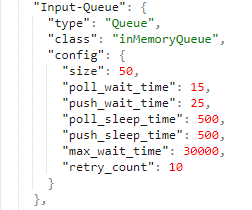 "Input-Queue": {
"type": "Queue",
"class": "inMemoryQueue",
"config": {
"size": 50,
"poll_wait_time": 15,
"push_wait_time": 25,
"poll_sleep_time": 500,
"push_sleep_time": 500,
"max_wait_time": 30000,
"retry_count": 10
}
},